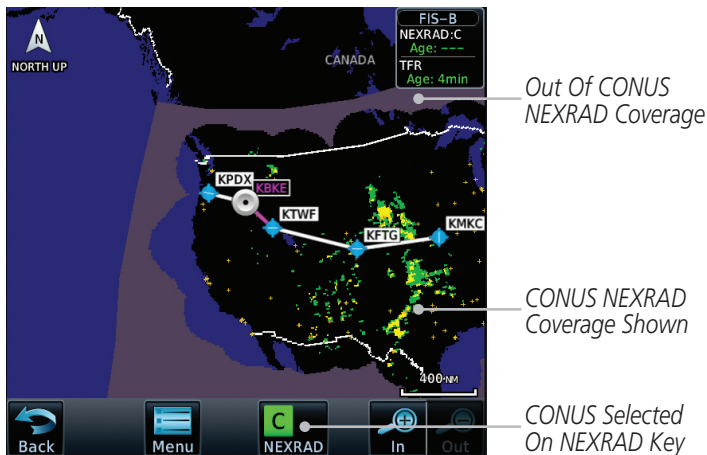 N
NORTH UP
CANADA
FIS–B
NEXRAD:C
Age: –––
TFR
Age: 4min
Out Of CONUS
NEXRAD Coverage
KPDX
KBKE
KTWF
KFTG
KMKC
CONUS NEXRAD
Coverage Shown
400NM
Back
Menu
C
NEXRAD
In
Out
CONUS Selected
On NEXRAD Key